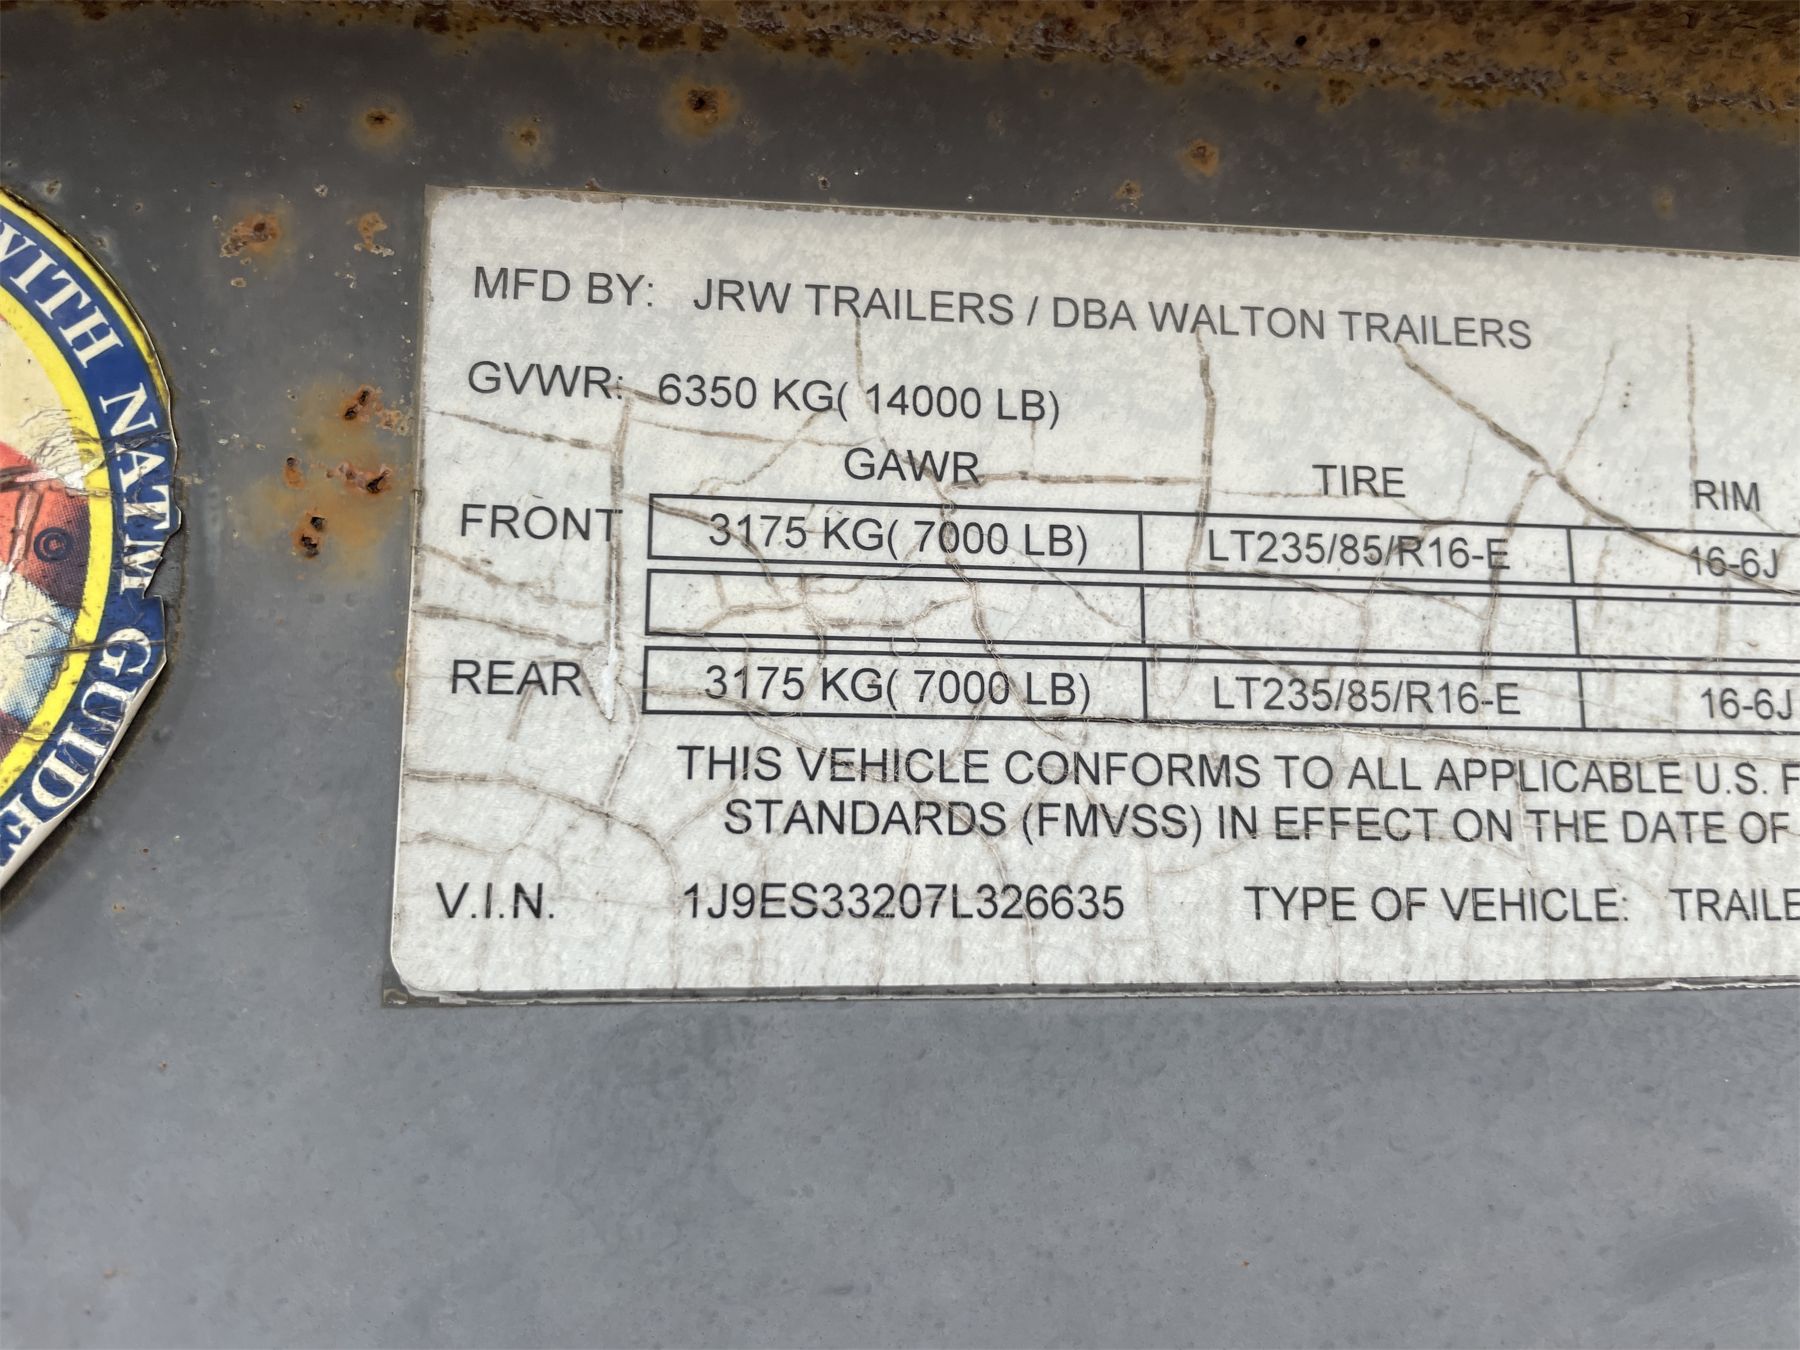 WITH NATM GUIDE
MFD BY: JRW TRAILERS / DBA WALTON TRAILERS
GVWR: 6350 KG( 14000 LB)
GAWR TIRE RIM
FRONT 3175 KG( 7000 LB) LT235/85/R16-E 16-6J
REAR 3175 KG( 7000 LB) LT235/85/R16-E 16-6J
THIS VEHICLE CONFORMS TO ALL APPLICABLE U.S. F
STANDARDS (FMVSS) IN EFFECT ON THE DATE OF
V.I.N. 1J9ES33207L326635 TYPE OF VEHICLE: TRAILE